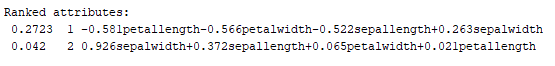 Ranked attributes:
0.2723 1 -0.581petallength-0.566petalwidth-0.522sepallength+0.263sepalwidth
0.042 2 0.926sepalwidth+0.372sepallength+0.065petalwidth+0.021petallength